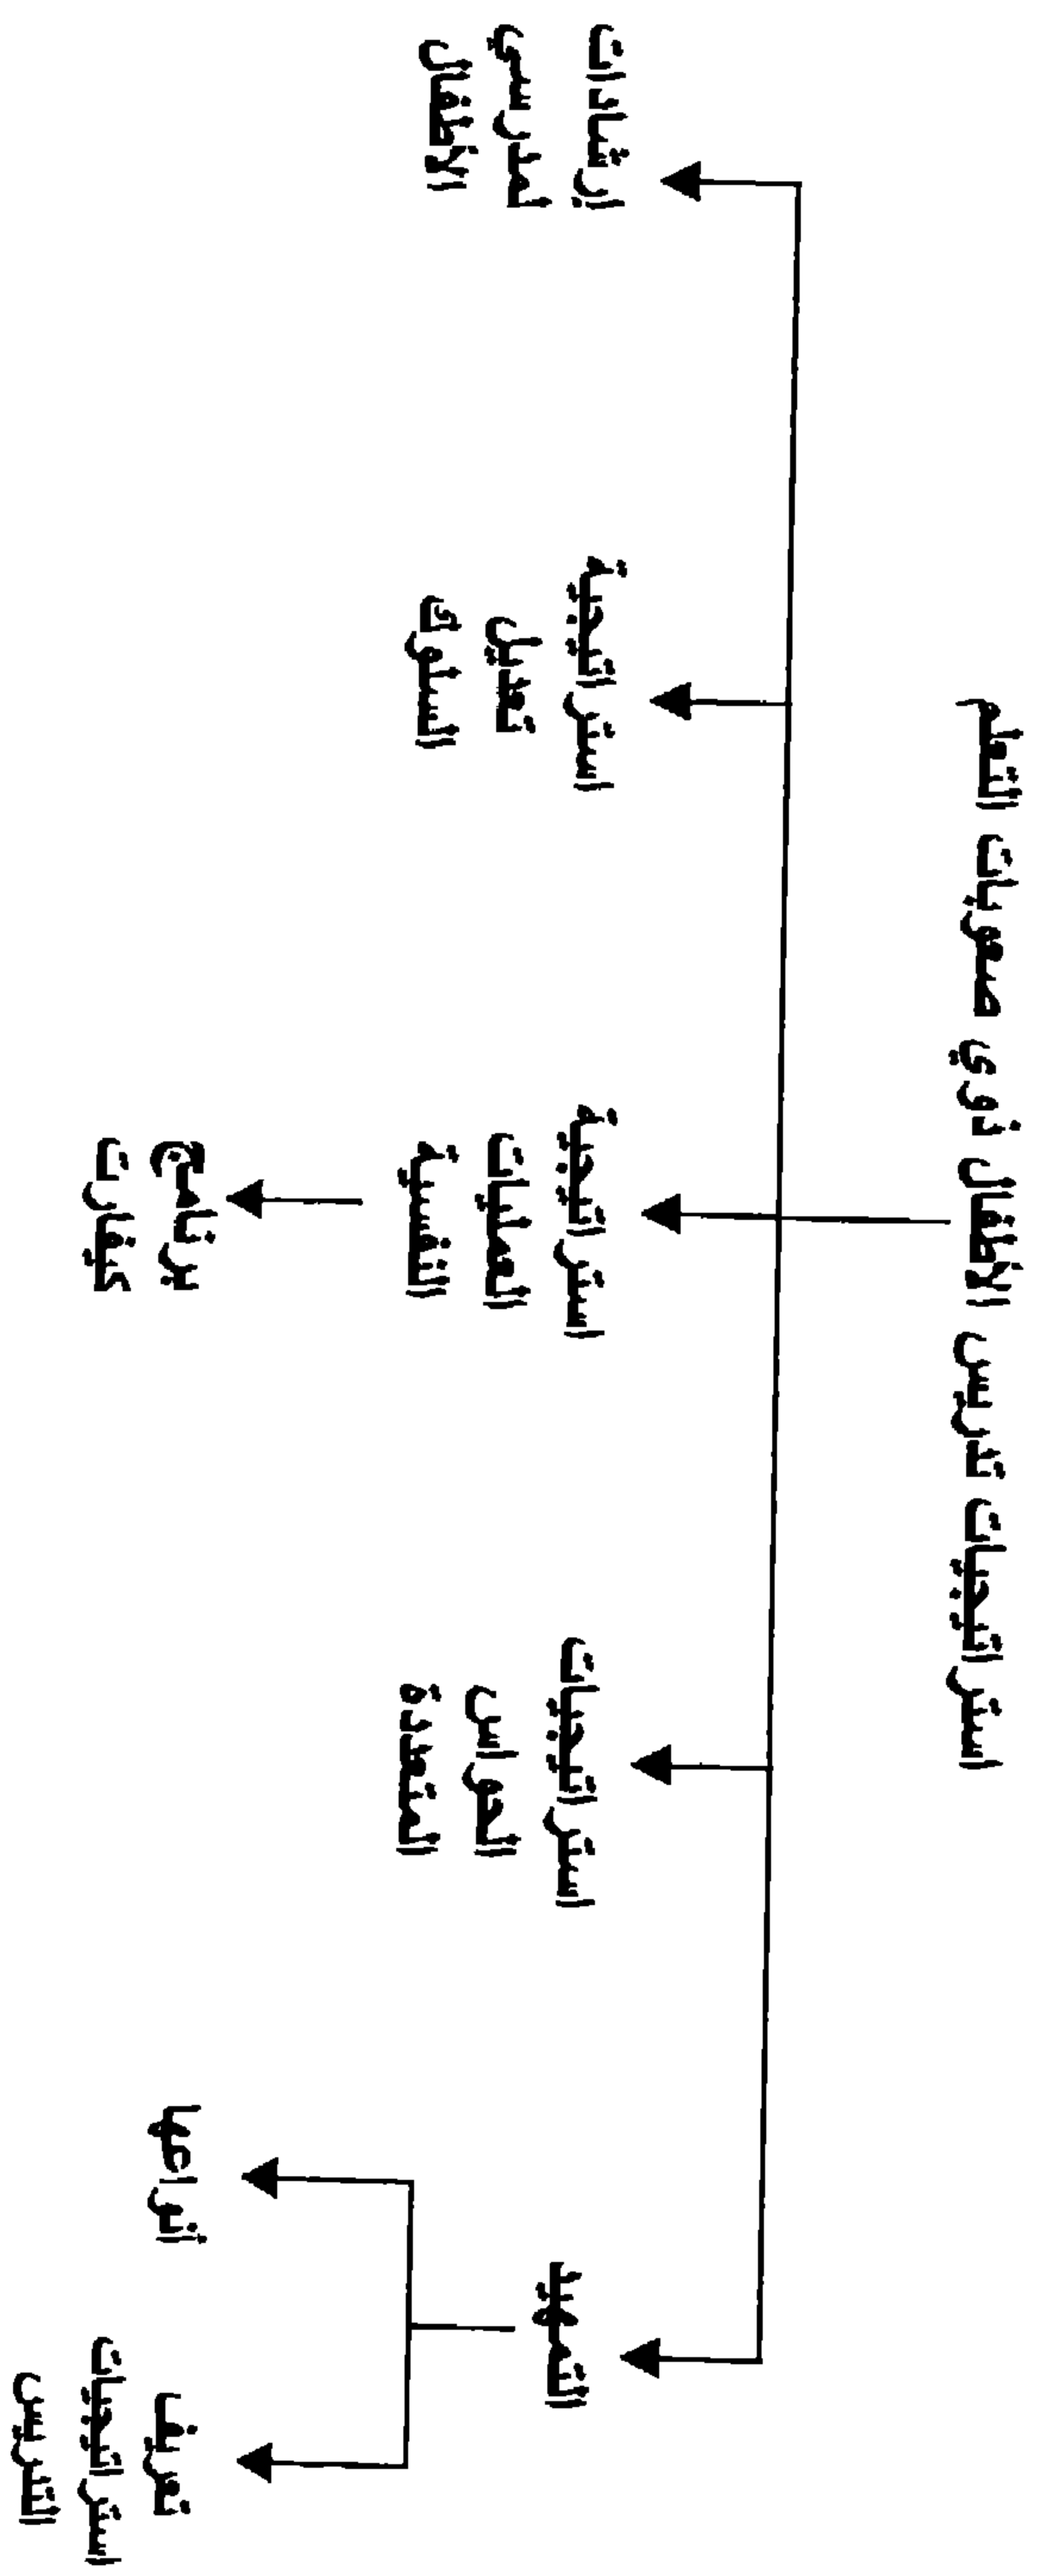 استراتيجيات تدريس الأطفال ذوي صعوبات التعلم
التمهيد
استراتيجيات
الحواس
المتعددة
استراتيجية
العمليات
النفسية
استراتيجية
تعديل
السلوك
إرشادات
لمدرسي
الأطفال
تعريف
استراتيجيات
التدريس
أنواعها
برنامج
كيفارت